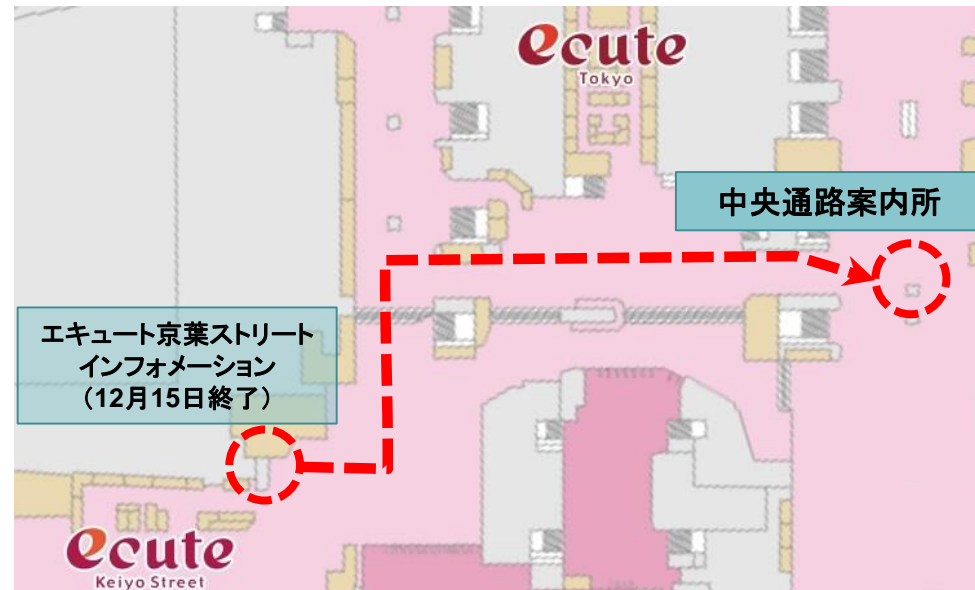 ecute
Tokyo
中央通路案内所
エキュート京葉ストリート
インフォメーション
（12月15日終了）
ecute
Keiyo Street